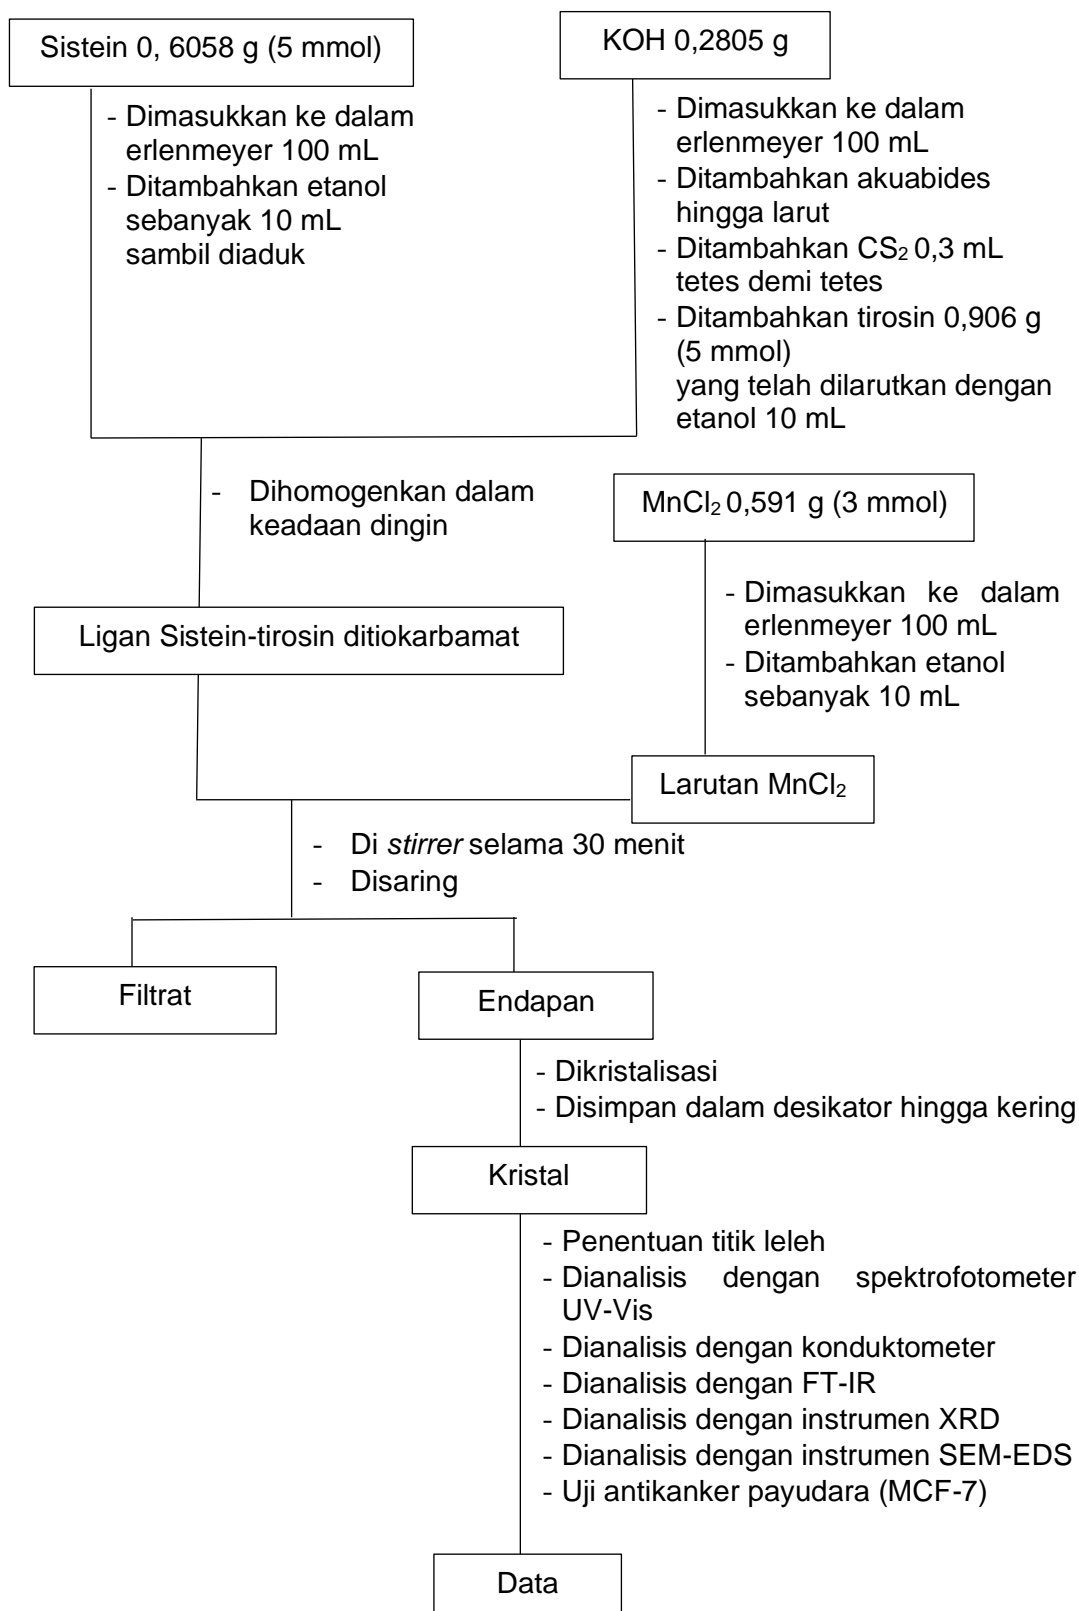 Sistein 0, 6058 g (5 mmol)
- Dimasukkan ke dalam
erlenmeyer 100 mL
- Ditambahkan etanol
sebanyak 10 mL
sambil diaduk
KOH 0,2805 g
- Dimasukkan ke dalam
erlenmeyer 100 mL
- Ditambahkan akuabides
hingga larut
- Ditambahkan CS₂ 0,3 mL
tetes demi tetes
- Ditambahkan tirosin 0,906 g
(5 mmol)
yang telah dilarutkan dengan
etanol 10 mL
- Dihomogenkan dalam
keadaan dingin
Ligan Sistein-tirosin ditiokarbamat
MnCl₂ 0,591 g (3 mmol)
- Dimasukkan ke dalam
erlenmeyer 100 mL
- Ditambahkan etanol
sebanyak 10 mL
Larutan MnCl₂
- Di stirrer selama 30 menit
- Disaring
Filtrat
Endapan
- Dikristalisasi
- Disimpan dalam desikator hingga kering
Kristal
- Penentuan titik leleh
- Dianalisis dengan spektrofotometer
UV-Vis
- Dianalisis dengan konduktometer
- Dianalisis dengan FT-IR
- Dianalisis dengan instrumen XRD
- Dianalisis dengan instrumen SEM-EDS
- Uji antikanker payudara (MCF-7)
Data